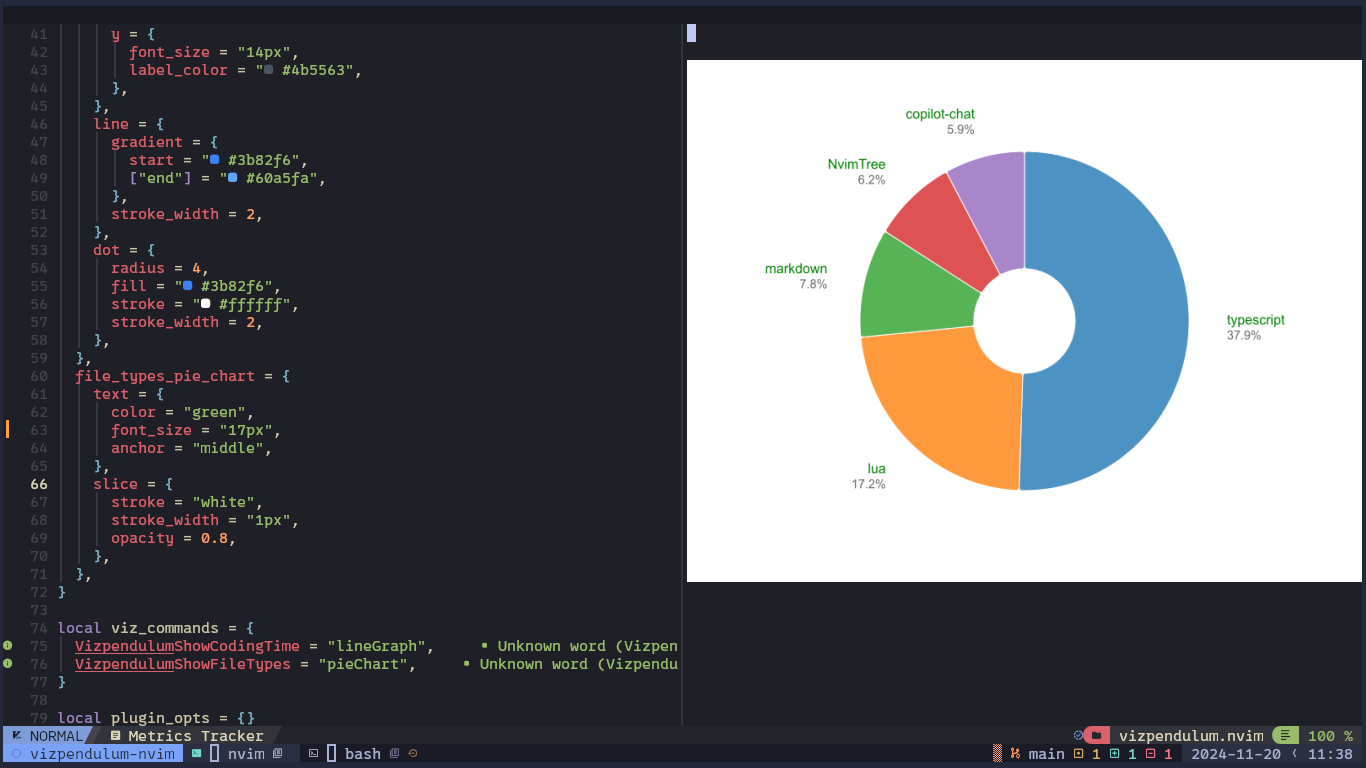 41 y = {
42 font_size = "14px",
43 label_color = " #4b5563",
44 },
45 },
46 line = {
47 gradient = {
48 start = " #3b82f6",
49 ["end"] = " #60a5fa",
50 },
51 stroke_width = 2,
52 },
53 dot = {
54 radius = 4,
55 fill = " #3b82f6",
56 stroke = " #ffffff",
57 stroke_width = 2,
58 },
59 },
60 file_types_pie_chart = {
61 text = {
62 color = "green",
63 font_size = "17px",
64 anchor = "middle",
65 },
66 slice = {
67 stroke = "white",
68 stroke_width = "1px",
69 opacity = 0.8,
70 },
71 },
72 }
73
74 local viz_commands = {
75 VizpendulumShowCodingTime = "lineGraph", ▪ Unknown word (Vizpen
76 VizpendulumShowFileTypes = "pieChart", ▪ Unknown word (Vizpendu
77 }
78
79 local plugin_opts = {}
copilot-chat
5.9%
NvimTree
6.2%
markdown
7.8%
typescript
37.9%
lua
17.2%
NORMAL Metrics Tracker vizpendulum.nvim 100 %
vizpendulum-nvim nvim bash main 1 1 1 2024-11-20 11:38